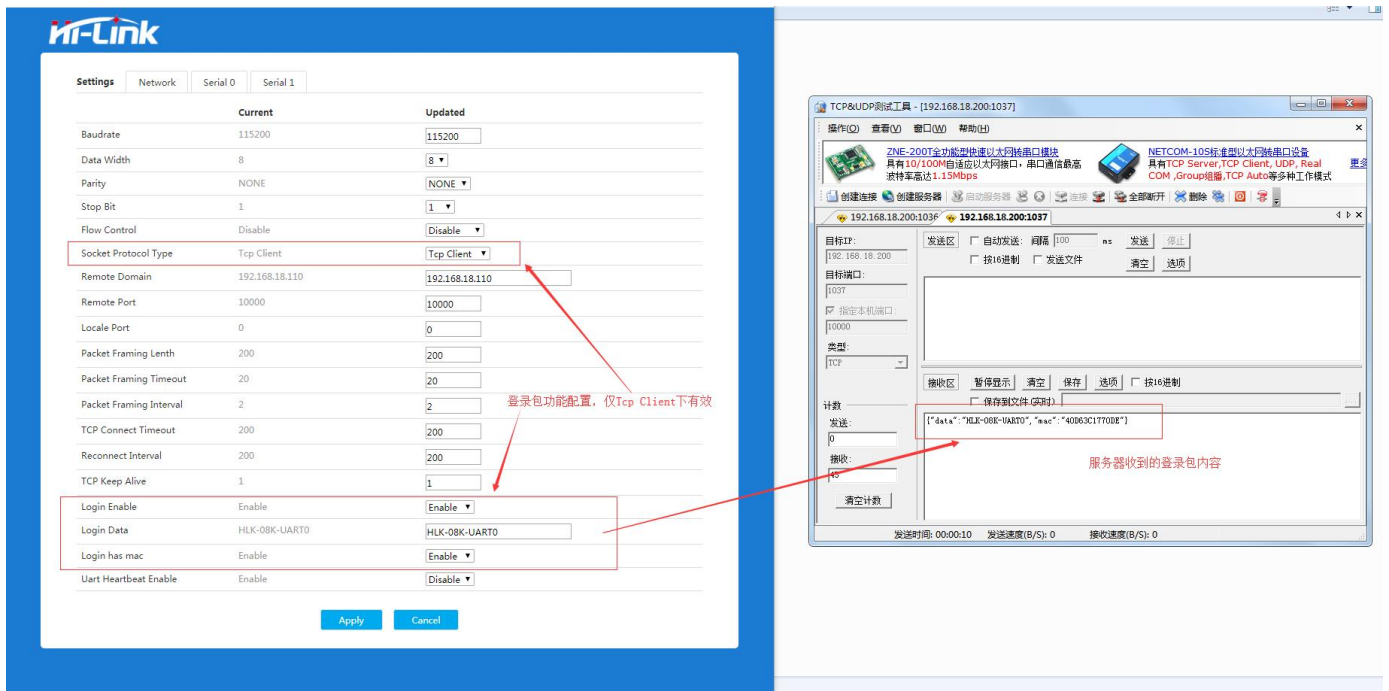 Hi-Link
Settings Network Serial 0 Serial 1
Current Updated
Baudrate 115200 115200
Data Width 8 8
Parity NONE NONE
Stop Bit 1 1
Flow Control Disable Disable
Socket Protocol Type Tcp Client Tcp Client
Remote Domain 192.168.18.110 192.168.18.110
Remote Port 10000 10000
Locale Port 0 0
Packet Framing Lenth 200 200
Packet Framing Timeout 20 20
Packet Framing Interval 2 2
登录包功能配置，仅Tcp Client下有效
TCP Connect Timeout 200 200
Reconnect Interval 200 200
TCP Keep Alive 1 1
Login Enable Enable Enable
Login Data HLK-08K-UART0 HLK-08K-UART0
Login has mac Enable Enable
Uart Heartbeat Enable Enable Disable
Apply Cancel
TCP&UDP测试工具 - [192.168.18.200:1037]
操作(O) 查看(V) 窗口(W) 帮助(H)
ZNE-200T全功能型快速以太网转串口模块
具有10/100M自适应以太网接口，串口通信最高
波特率高达1.15Mbps
NETCOM-10S标准型以太网转串口设备
具有TCP Server,TCP Client, UDP, Real
COM ,Group组播,TCP Auto等多种工作模式
更多
创建连接 创建服务器 启动服务器 连接 全部断开 删除
192.168.18.200:1036 192.168.18.200:1037
目标IP:
192.168.18.200
目标端口:
1037
指定本机端口
10000
类型:
TCP
发送区 自动发送: 间隔 100 ms 发送 停止
按16进制 发送文件 清空 选项
接收区 暂停显示 清空 保存 选项 按16进制
保存到文件(实时)
{"data":"HLK-08K-UART0","mac":"40D63C1770DE"}
服务器收到的登录包内容
计数
发送:
0
接收:
45
清空计数
发送时间: 00:00:10 发送速度(B/S): 0 接收速度(B/S): 0